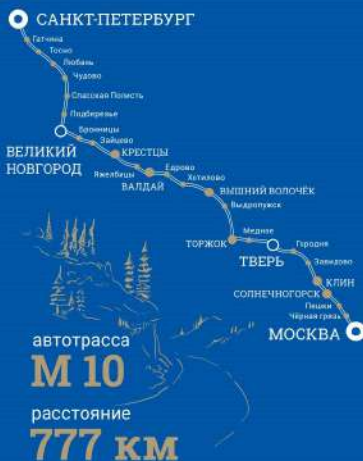 САНКТ-ПЕТЕРБУРГ
Гатчина
Тосно
Любань
Чудово
Спасская Полисть
Подберезье
Бронницы
ВЕЛИКИЙ
НОВГОРОД
Зайцево
КРЕСТЦЫ
Яжелбицы
ВАЛДАЙ
Едрово
Хотилово
ВЫШНИЙ ВОЛОЧЁК
Выдропужск
ТОРЖОК
Медное
ТВЕРЬ
Городня
Завидово
КЛИН
СОЛНЕЧНОГОРСК
Пешки
Чёрная грязь
МОСКВА
автотрасса
М 10
расстояние
777 км